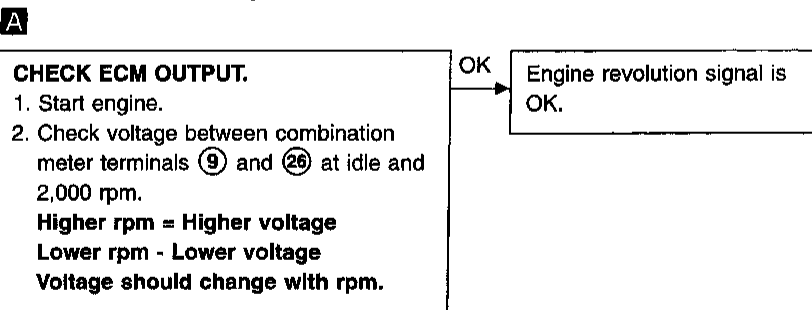 A
CHECK ECM OUTPUT.
1. Start engine.
2. Check voltage between combination
meter terminals ⑨ and ㉖ at idle and
2,000 rpm.
Higher rpm = Higher voltage
Lower rpm - Lower voltage
Voltage should change with rpm.
OK
Engine revolution signal is
OK.